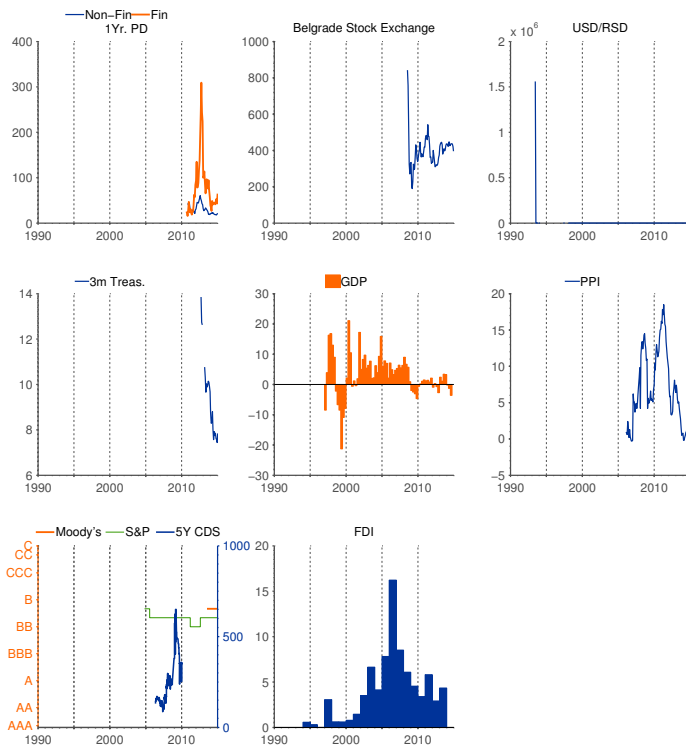 Non−Fin Fin
1Yr. PD
400
300
200
100
0
1990 2000 2010
Belgrade Stock Exchange
1000
800
600
400
200
0
1990 2000 2010
USD/RSD
2 x 10^6
1.5
1
0.5
0
1990 2000 2010
3m Treas.
14
12
10
8
6
1990 2000 2010
GDP
30
20
10
0
−10
−20
−30
1990 2000 2010
PPI
20
15
10
5
0
−5
1990 2000 2010
Moody's S&P 5Y CDS
C
CC
CCC
B
BB
BBB
A
AA
AAA
1000
500
0
1990 2000 2010
FDI
20
15
10
5
0
1990 2000 2010